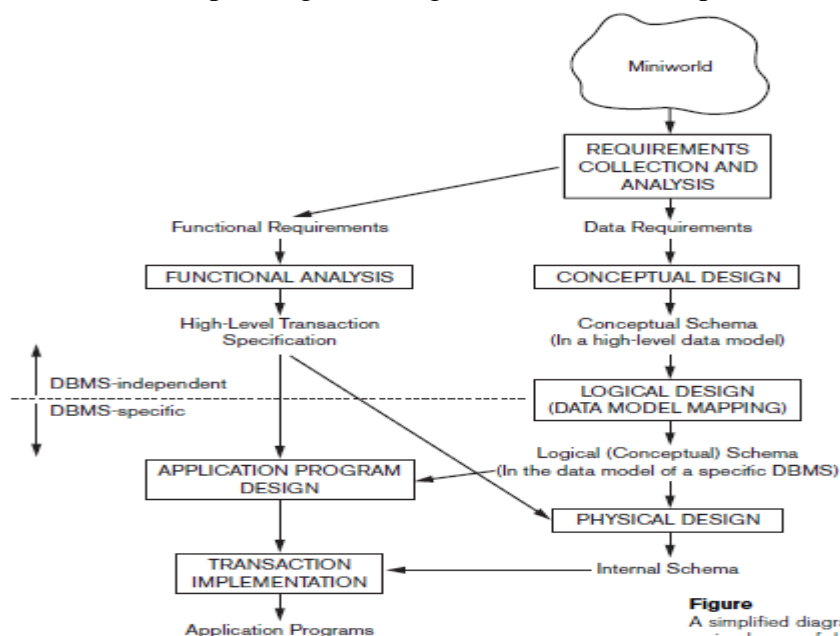 Miniworld
REQUIREMENTS
COLLECTION AND
ANALYSIS
Functional Requirements
Data Requirements
FUNCTIONAL ANALYSIS
CONCEPTUAL DESIGN
High-Level Transaction
Specification
Conceptual Schema
(In a high-level data model)
DBMS-independent
DBMS-specific
LOGICAL DESIGN
(DATA MODEL MAPPING)
Logical (Conceptual) Schema
(In the data model of a specific DBMS)
APPLICATION PROGRAM
DESIGN
PHYSICAL DESIGN
TRANSACTION
IMPLEMENTATION
Internal Schema
Application Programs
Figure
A simplified diagr